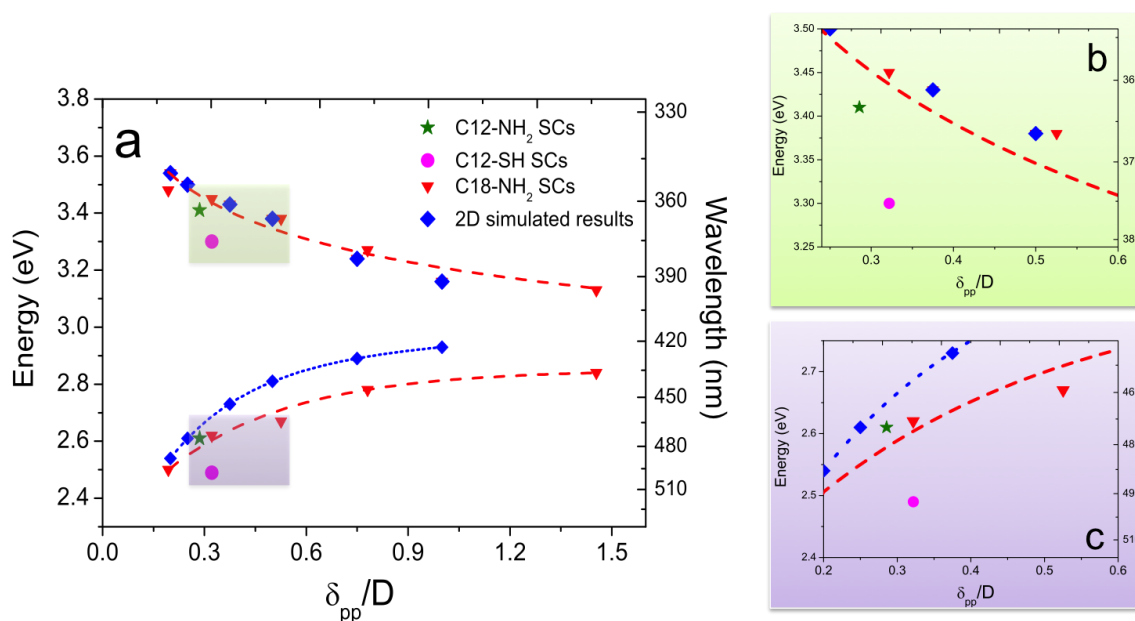 a
3.8
3.6
3.4
3.2
3.0
2.8
2.6
2.4
Energy (eV)
0.0 0.3 0.6 0.9 1.2 1.5
δpp/D
330
360
390
420
450
480
510
Wavelength (nm)
C12-NH2 SCs
C12-SH SCs
C18-NH2 SCs
2D simulated results
b
3.50
3.45
3.40
3.35
3.30
3.25
Energy (eV)
0.3 0.4 0.5 0.6
δpp/D
36
37
38
c
2.7
2.6
2.5
2.4
Energy (eV)
0.2 0.3 0.4 0.5 0.6
δpp/D
46
48
49
51